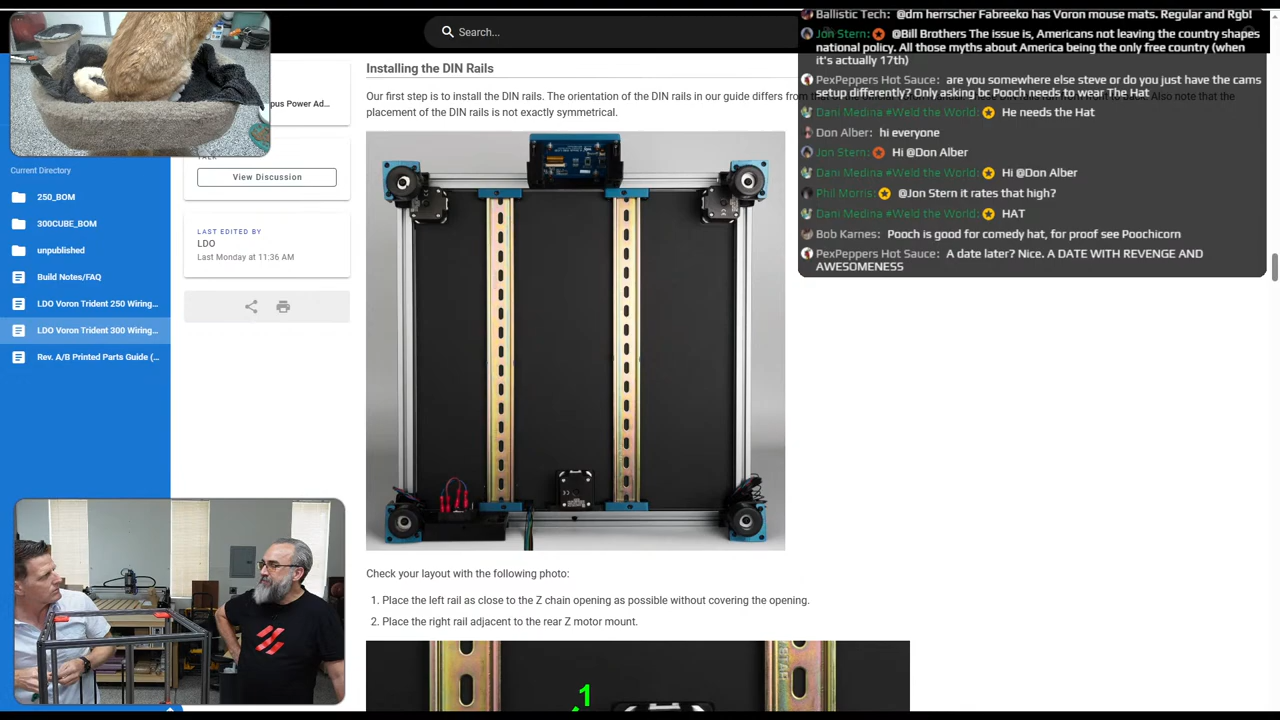 Search...
Ballistic Tech: @dm herrscher Fabreeko has Voron mouse mats. Regular and Rgb!
Jon Stern: @Bill Brothers The issue is, Americans not leaving the country shapes
national policy. All those myths about America being the only free country (when
it's actually 17th)
PexPeppers Hot Sauce: are you somewhere else steve or do you just have the cams
setup differently? Only asking bc Pooch needs to wear The Hat
Dani Medina #Weld the World: He needs the Hat
Don Alber: hi everyone
Jon Stern: Hi @Don Alber
Dani Medina #Weld the World: Hi @Don Alber
Phil Morris: @Jon Stern it rates that high?
Dani Medina #Weld the World: HAT
Bob Karnes: Pooch is good for comedy hat, for proof see Poochicorn
PexPeppers Hot Sauce: A date later? Nice. A DATE WITH REVENGE AND
AWESOMENESS
Current Directory
250_BOM
300CUBE_BOM
unpublished
Build Notes/FAQ
LDO Voron Trident 250 Wiring...
LDO Voron Trident 300 Wiring...
Rev. A/B Printed Parts Guide (...
pus Power Ad...
TALK
View Discussion
LAST EDITED BY
LDO
Last Monday at 11:36 AM
Installing the DIN Rails
Our first step is to install the DIN rails. The orientation of the DIN rails in our guide differs from Also note that the
placement of the DIN rails is not exactly symmetrical.
Check your layout with the following photo:
1. Place the left rail as close to the Z chain opening as possible without covering the opening.
2. Place the right rail adjacent to the rear Z motor mount.
1